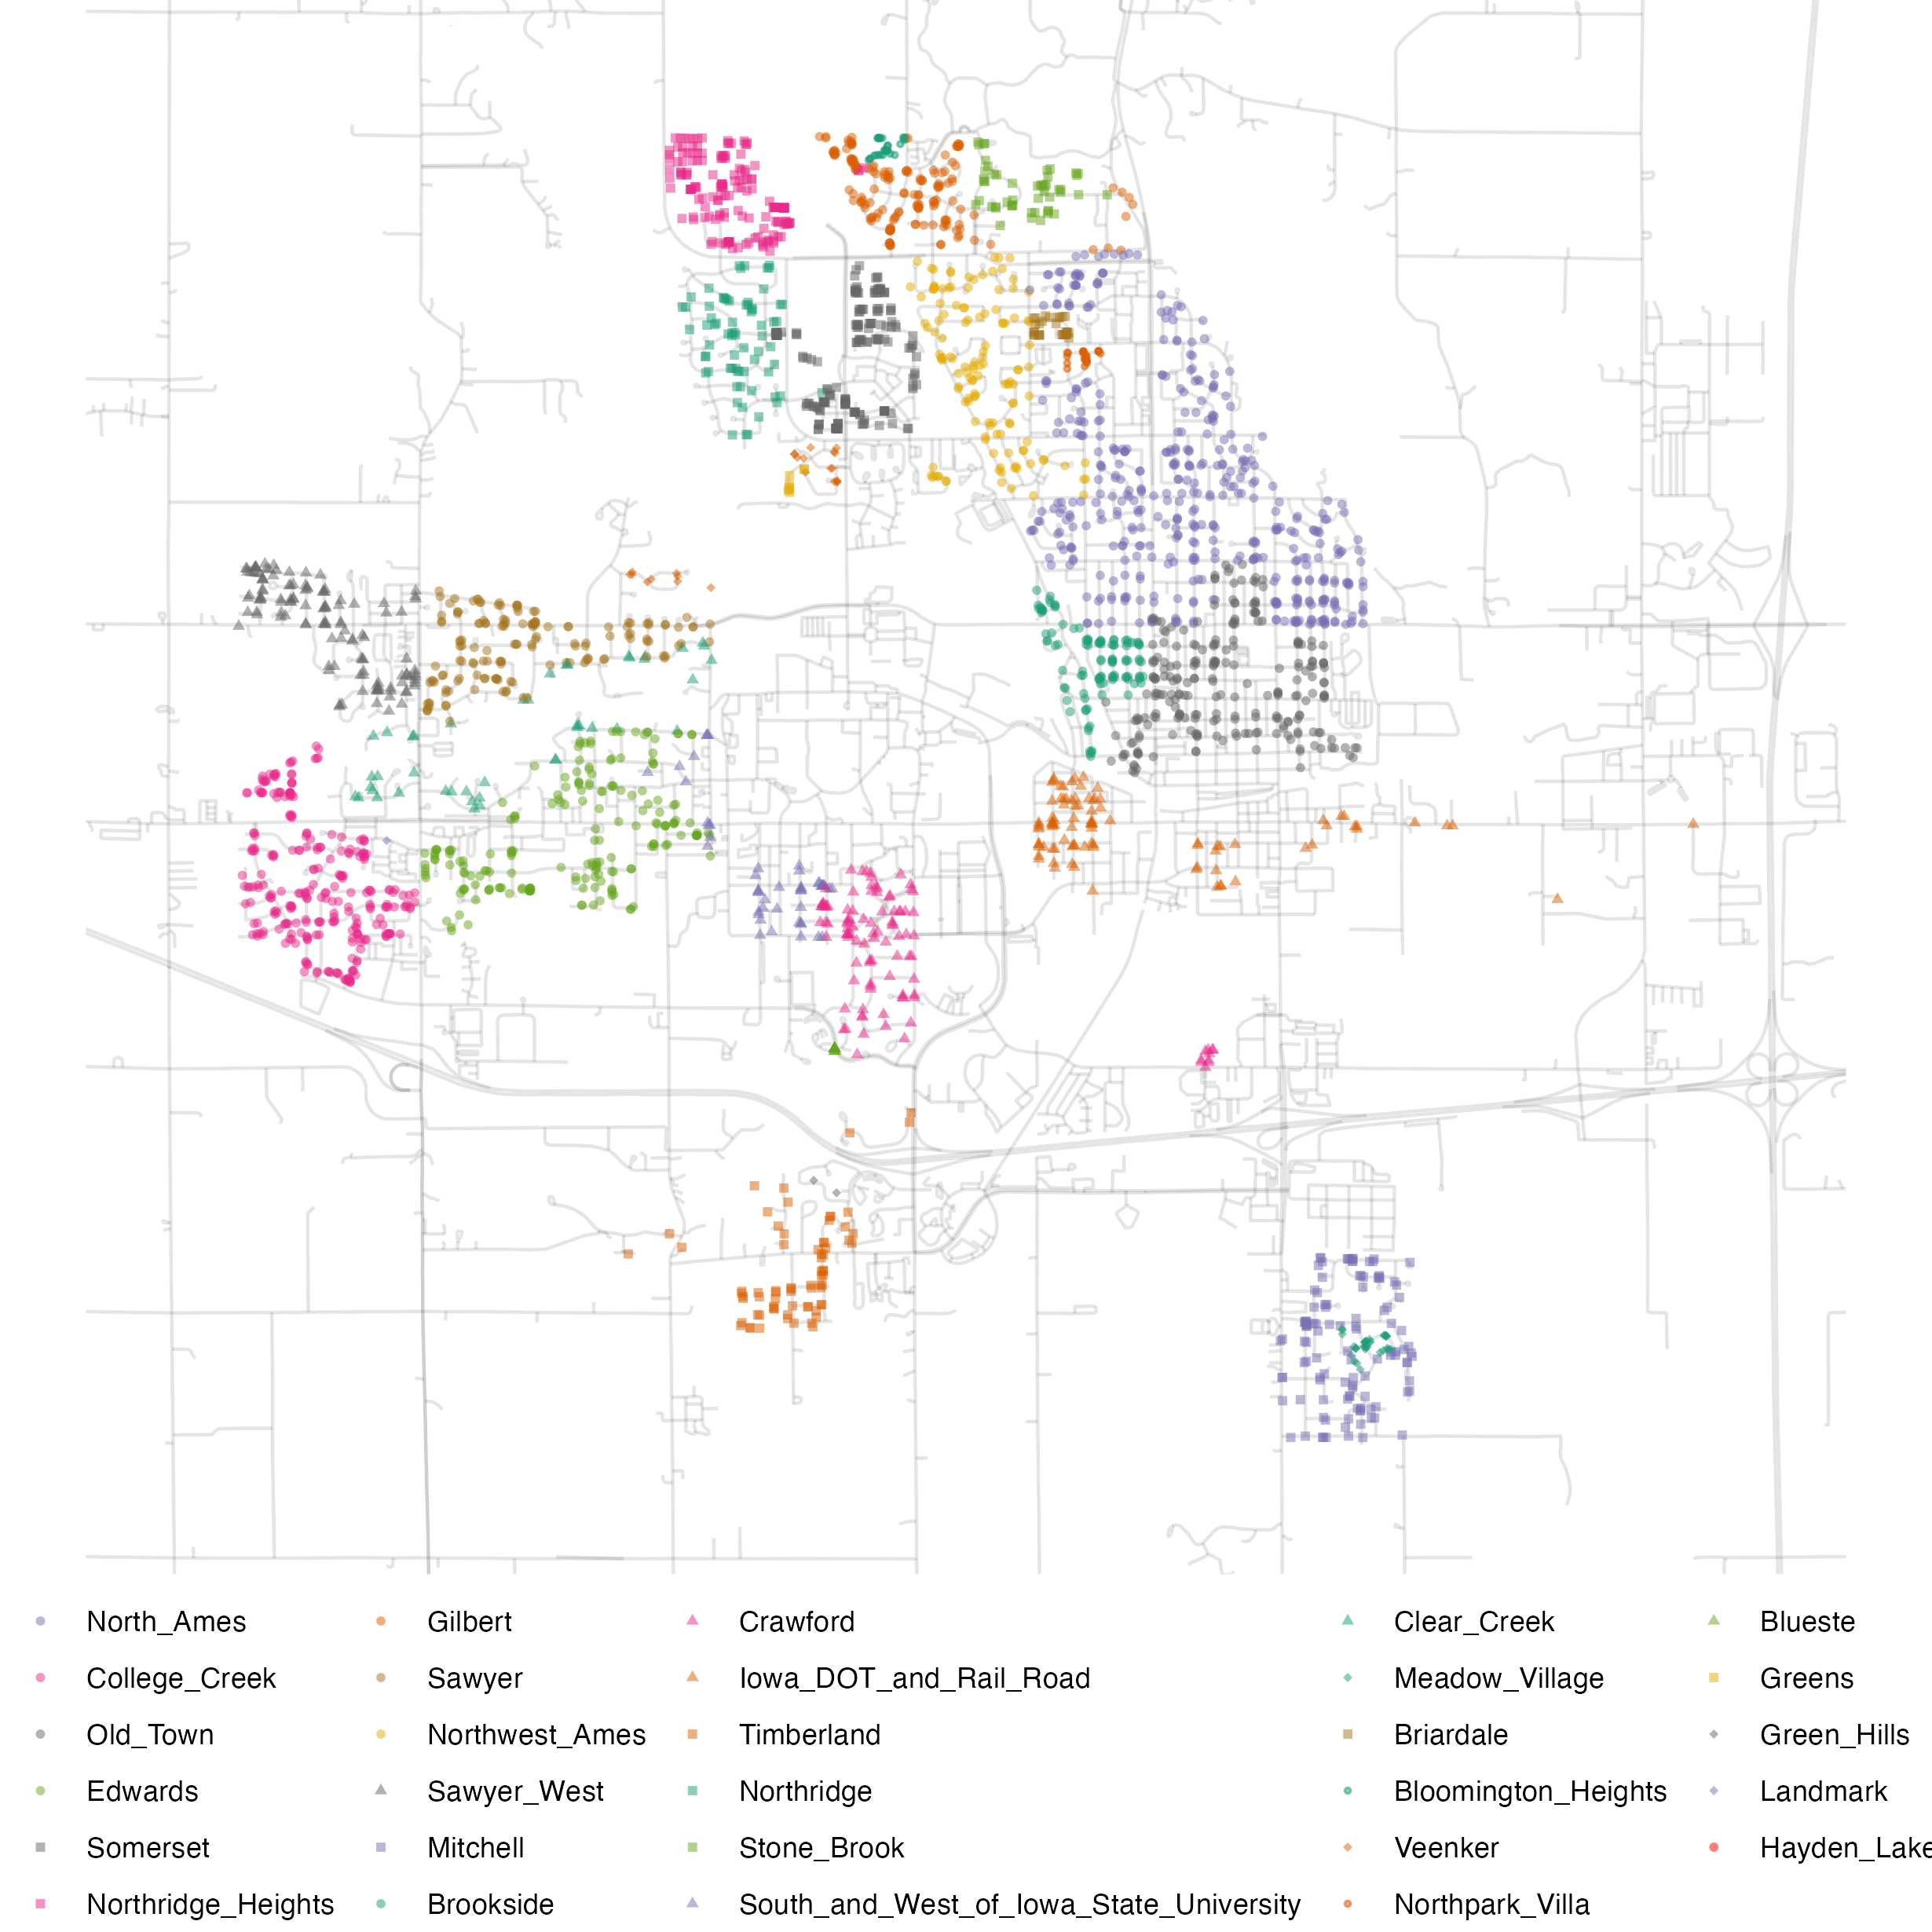 North_Ames
Gilbert
Crawford
Clear_Creek
Blueste
College_Creek
Sawyer
Iowa_DOT_and_Rail_Road
Meadow_Village
Greens
Old_Town
Northwest_Ames
Timberland
Briardale
Green_Hills
Edwards
Sawyer_West
Northridge
Bloomington_Heights
Landmark
Somerset
Mitchell
Stone_Brook
Veenker
Hayden_Lake
Northridge_Heights
Brookside
South_and_West_of_Iowa_State_University
Northpark_Villa